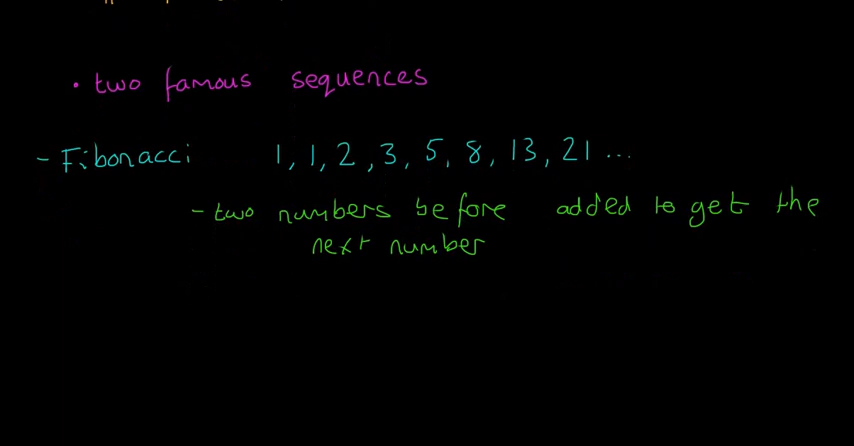 • two famous sequences
- Fibonacci 1, 1, 2, 3, 5, 8, 13, 21 ...
- two numbers before added to get the
next number